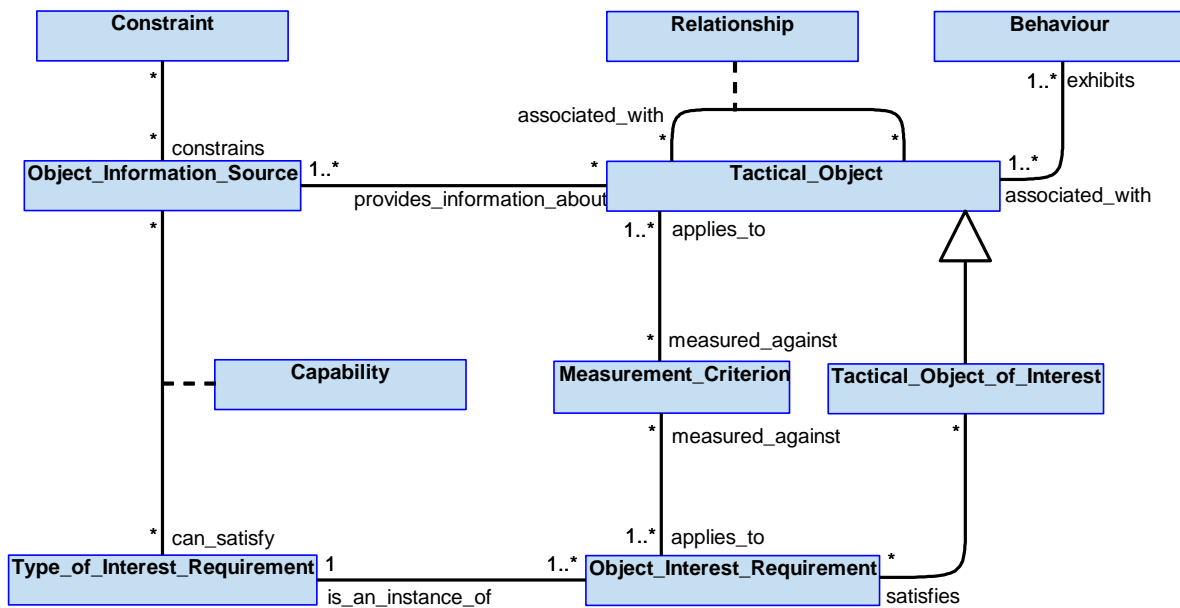 Constraint
Relationship
Behaviour
*
1..*
exhibits
associated_with
*
constrains
*
*
1..*
*
1..*
Object_Information_Source
Tactical_Object
provides_information_about
associated_with
*
1..*
applies_to
*
measured_against
Capability
Measurement_Criterion
Tactical_Object_of_Interest
*
measured_against
*
*
can_satisfy
1..*
applies_to
Type_of_Interest_Requirement
1
1..*
Object_Interest_Requirement
*
is_an_instance_of
satisfies